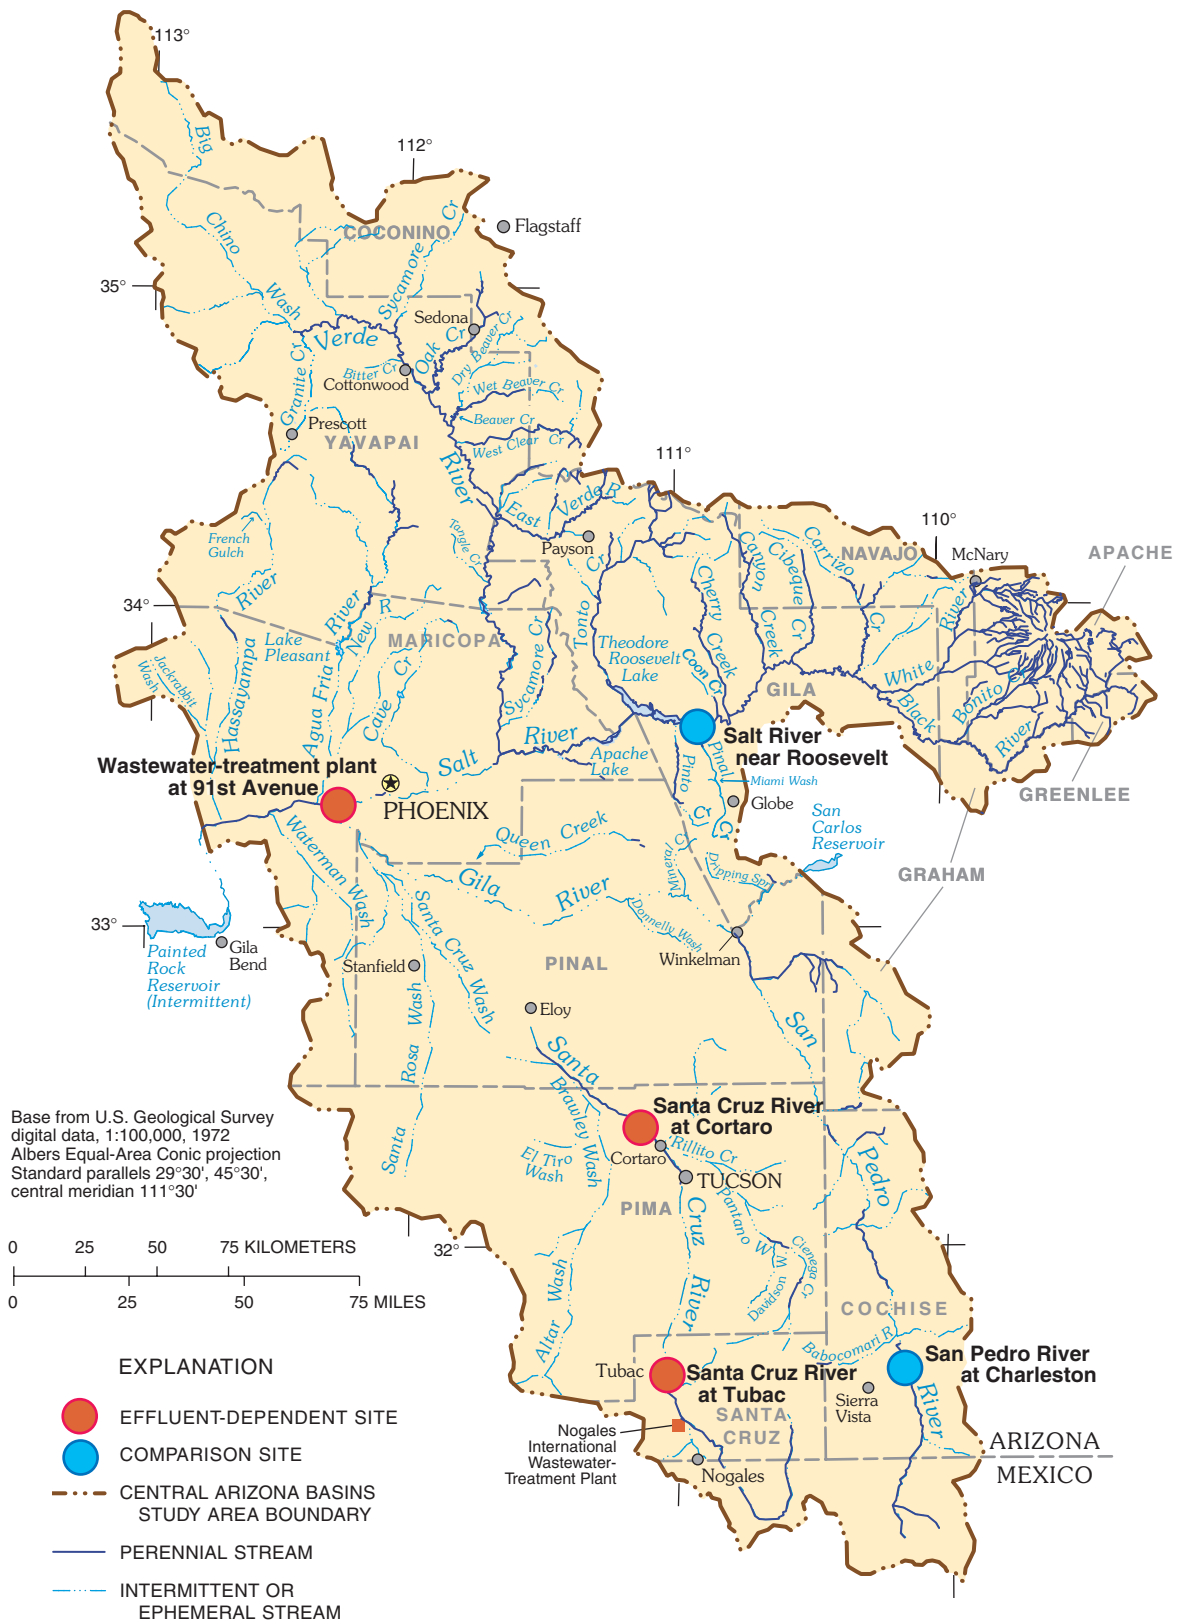 113°
112°
Big
Chino
Wash
COCONINO
Sycamore Cr
Flagstaff
35°
Sedona
Verde
Oak Cr
Dry Beaver Cr
Bitter Cr
Cottonwood
Wet Beaver Cr
Granite Cr
Prescott
YAVAPAI
Beaver Cr
West Clear Cr
River
111°
East
Verde R
French
Gulch
Tangle Cr
Payson
110°
Canyon
Creek
Cibeque Cr
Carrizo
Cr
NAVAJO
McNary
APACHE
34°
River
River
New R
MARICOPA
Lake
Pleasant
Jackrabbit
Wash
Hassayampa
Agua Fria
Cave Cr
Sycamore Cr
Tonto
Cr
Cherry Creek
Coon Cr
Theodore
Roosevelt
Lake
GILA
White
River
Black
Bonito Cr
River
Salt
River
Apache
Lake
Salt River
near Roosevelt
Wastewater-treatment plant
at 91st Avenue
PHOENIX
Pinto
Cr
Pinal
Cr
Miami Wash
Globe
GREENLEE
San
Carlos
Reservoir
GRAHAM
Waterman Wash
Queen Creek
Gila
River
Mineral
Cr
Dripping Spr
Donnelly Wash
33°
Painted
Rock
Reservoir
(Intermittent)
Gila
Bend
Stanfield
Santa Cruz Wash
PINAL
Winkelman
Eloy
San
Santa
Rosa
Wash
Santa
Brawley Wash
Santa Cruz River
at Cortaro
Cortaro
Rillito Cr
El Tiro
Wash
TUCSON
PIMA
Pantano
W
Cruz
River
Pedro
Cienega Cr
Davidson
W
32°
Altar
Wash
COCHISE
Babocomari R
Tubac
Santa Cruz River
at Tubac
SANTA
CRUZ
San Pedro River
at Charleston
Sierra
Vista
River
Nogales
International
Wastewater-
Treatment Plant
Nogales
ARIZONA
MEXICO
Base from U.S. Geological Survey
digital data, 1:100,000, 1972
Albers Equal-Area Conic projection
Standard parallels 29°30', 45°30',
central meridian 111°30'
0 25 50 75 KILOMETERS
0 25 50 75 MILES
EXPLANATION
EFFLUENT-DEPENDENT SITE
COMPARISON SITE
CENTRAL ARIZONA BASINS
STUDY AREA BOUNDARY
PERENNIAL STREAM
INTERMITTENT OR
EPHEMERAL STREAM